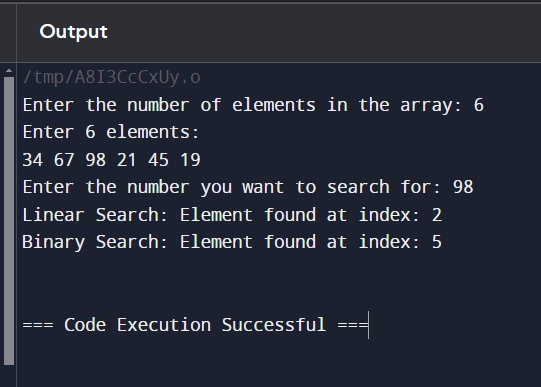 Output
/tmp/A8I3CcCxUy.o
Enter the number of elements in the array: 6
Enter 6 elements:
34 67 98 21 45 19
Enter the number you want to search for: 98
Linear Search: Element found at index: 2
Binary Search: Element found at index: 5
=== Code Execution Successful ===